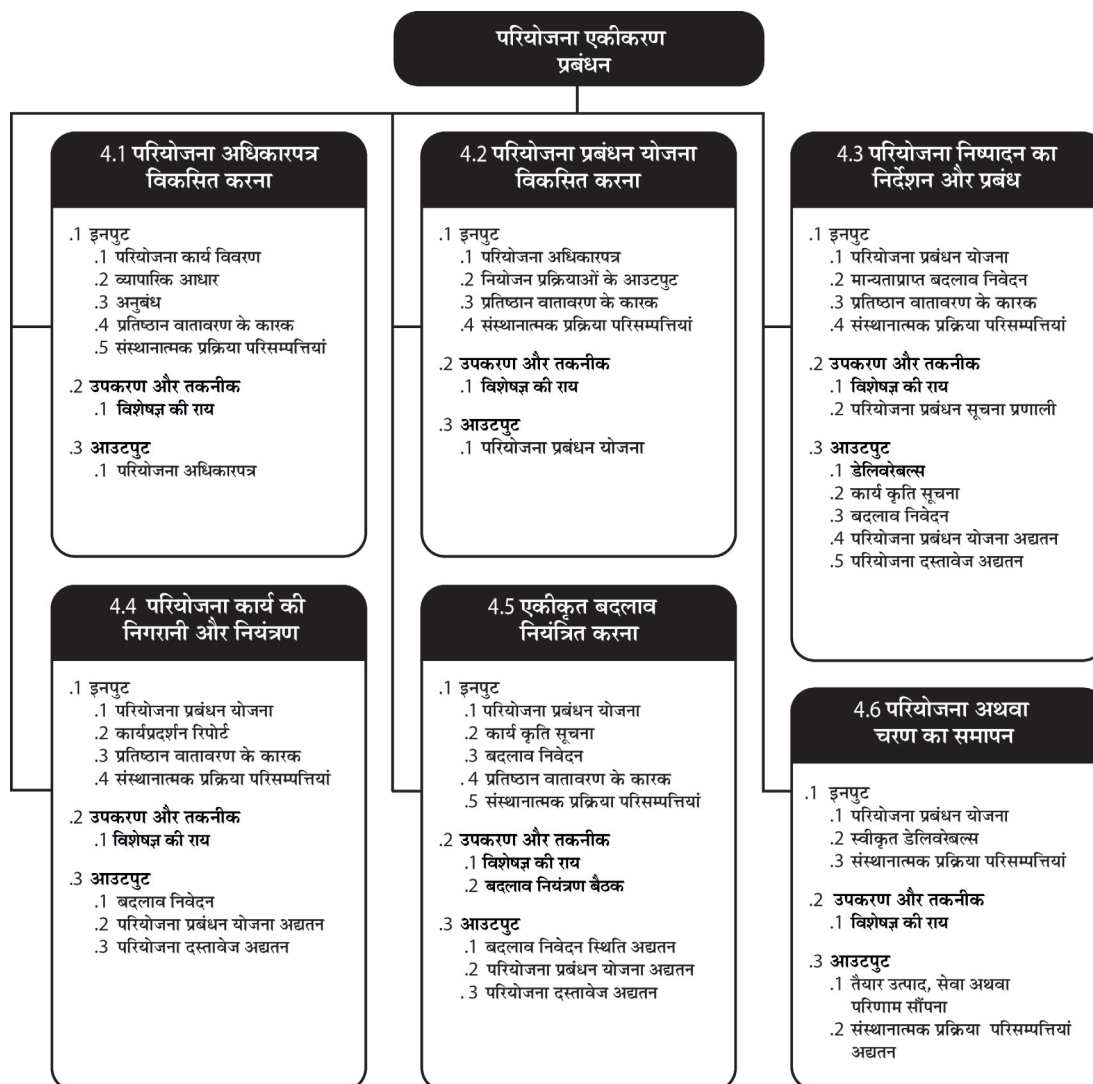 परियोजना एकीकरण
प्रबंधन
4.1 परियोजना अधिकारपत्र
विकसित करना
.1 इनपुट
.1 परियोजना कार्य विवरण
.2 व्यापारिक आधार
.3 अनुबंध
.4 प्रतिष्ठान वातावरण के कारक
.5 संस्थानात्मक प्रक्रिया परिसम्पत्तियां
.2 उपकरण और तकनीक
.1 विशेषज्ञ की राय
.3 आउटपुट
.1 परियोजना अधिकारपत्र
4.2 परियोजना प्रबंधन योजना
विकसित करना
.1 इनपुट
.1 परियोजना अधिकारपत्र
.2 नियोजन प्रक्रियाओं के आउटपुट
.3 प्रतिष्ठान वातावरण के कारक
.4 संस्थानात्मक प्रक्रिया परिसम्पत्तियां
.2 उपकरण और तकनीक
.1 विशेषज्ञ की राय
.3 आउटपुट
.1 परियोजना प्रबंधन योजना
4.3 परियोजना निष्पादन का
निर्देशन और प्रबंध
.1 इनपुट
.1 परियोजना प्रबंधन योजना
.2 मान्यताप्राप्त बदलाव निवेदन
.3 प्रतिष्ठान वातावरण के कारक
.4 संस्थानात्मक प्रक्रिया परिसम्पत्तियां
.2 उपकरण और तकनीक
.1 विशेषज्ञ की राय
.2 परियोजना प्रबंधन सूचना प्रणाली
.3 आउटपुट
.1 डेलिवरेबल्स
.2 कार्य कृति सूचना
.3 बदलाव निवेदन
.4 परियोजना प्रबंधन योजना अद्यतन
.5 परियोजना दस्तावेज अद्यतन
4.4 परियोजना कार्य की
निगरानी और नियंत्रण
.1 इनपुट
.1 परियोजना प्रबंधन योजना
.2 कार्यप्रदर्शन रिपोर्ट
.3 प्रतिष्ठान वातावरण के कारक
.4 संस्थानात्मक प्रक्रिया परिसम्पत्तियां
.2 उपकरण और तकनीक
.1 विशेषज्ञ की राय
.3 आउटपुट
.1 बदलाव निवेदन
.2 परियोजना प्रबंधन योजना अद्यतन
.3 परियोजना दस्तावेज अद्यतन
4.5 एकीकृत बदलाव
नियंत्रित करना
.1 इनपुट
.1 परियोजना प्रबंधन योजना
.2 कार्य कृति सूचना
.3 बदलाव निवेदन
.4 प्रतिष्ठान वातावरण के कारक
.5 संस्थानात्मक प्रक्रिया परिसम्पत्तियां
.2 उपकरण और तकनीक
.1 विशेषज्ञ की राय
.2 बदलाव नियंत्रण बैठक
.3 आउटपुट
.1 बदलाव निवेदन स्थिति अद्यतन
.2 परियोजना प्रबंधन योजना अद्यतन
.3 परियोजना दस्तावेज अद्यतन
4.6 परियोजना अथवा
चरण का समापन
.1 इनपुट
.1 परियोजना प्रबंधन योजना
.2 स्वीकृत डेलिवरेबल्स
.3 संस्थानात्मक प्रक्रिया परिसम्पत्तियां
.2 उपकरण और तकनीक
.1 विशेषज्ञ की राय
.3 आउटपुट
.1 तैयार उत्पाद, सेवा अथवा
परिणाम सौंपना
.2 संस्थानात्मक प्रक्रिया परिसम्पत्तियां
अद्यतन